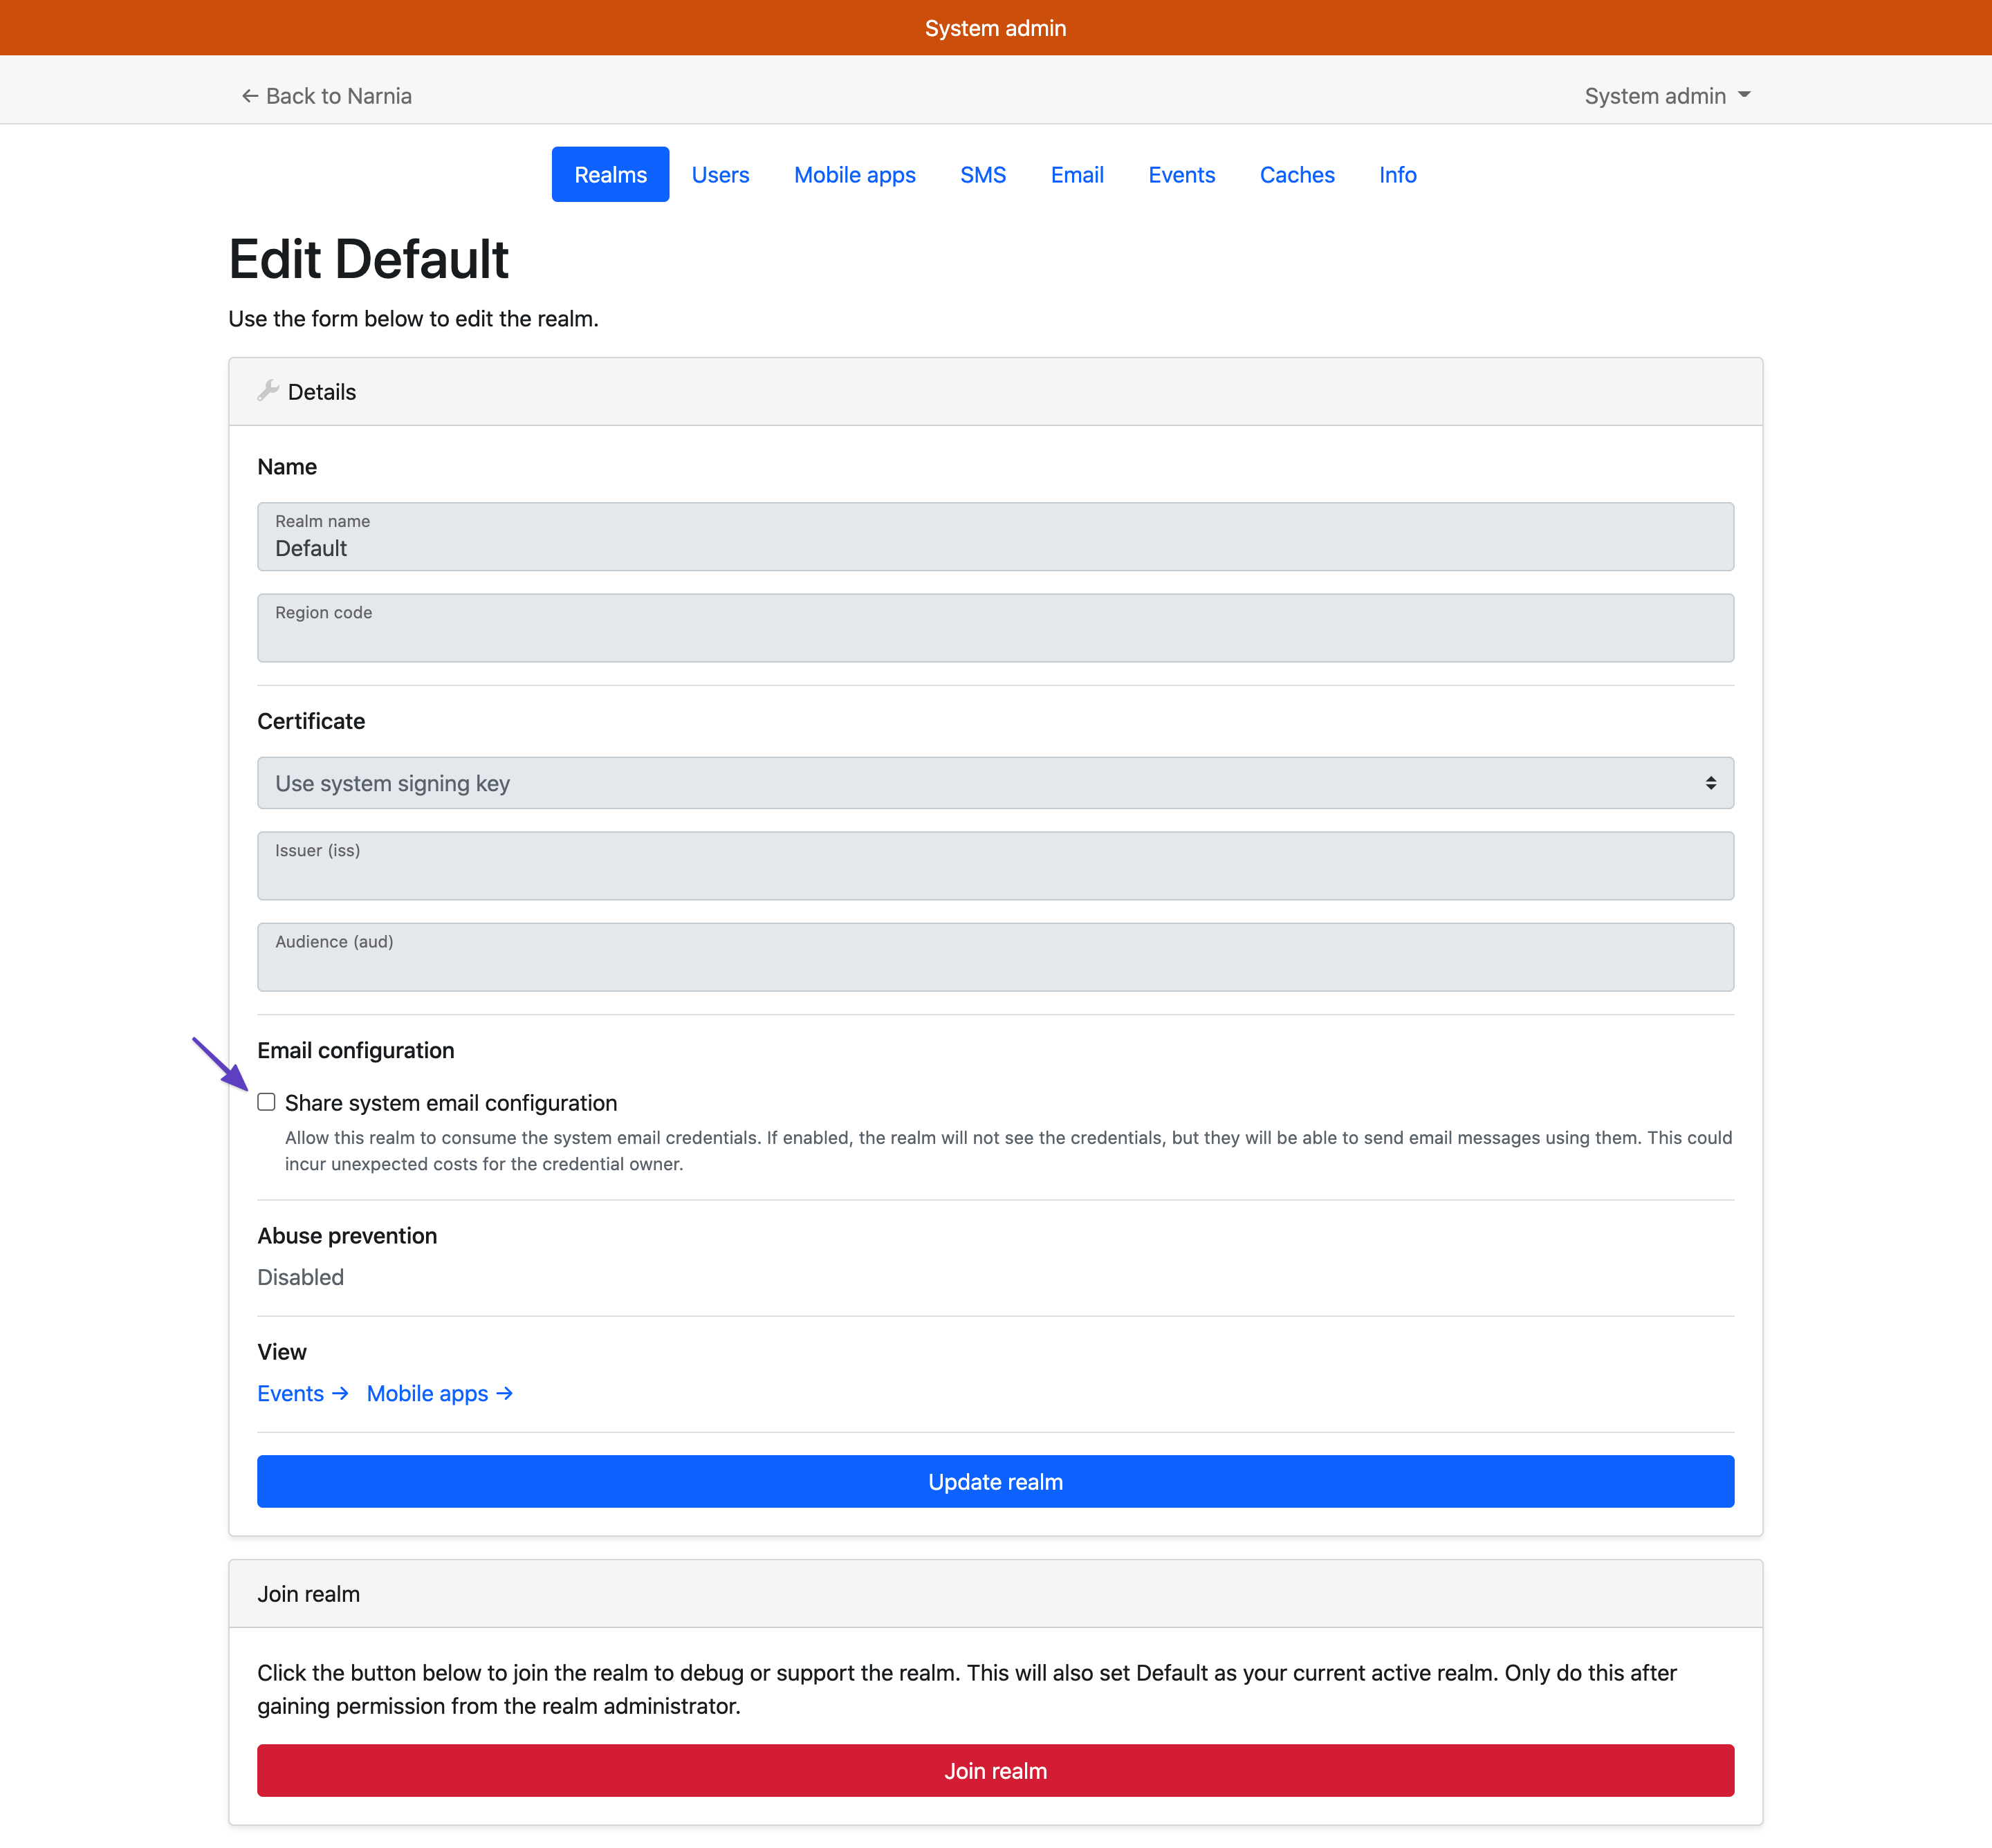 System admin
← Back to Narnia
System admin
Realms
Users
Mobile apps
SMS
Email
Events
Caches
Info
Edit Default
Use the form below to edit the realm.
Details
Name
Realm name
Default
Region code
Certificate
Use system signing key
Issuer (iss)
Audience (aud)
Email configuration
Share system email configuration
Allow this realm to consume the system email credentials. If enabled, the realm will not see the credentials, but they will be able to send email messages using them. This could
incur unexpected costs for the credential owner.
Abuse prevention
Disabled
View
Events → Mobile apps →
Update realm
Join realm
Click the button below to join the realm to debug or support the realm. This will also set Default as your current active realm. Only do this after
gaining permission from the realm administrator.
Join realm